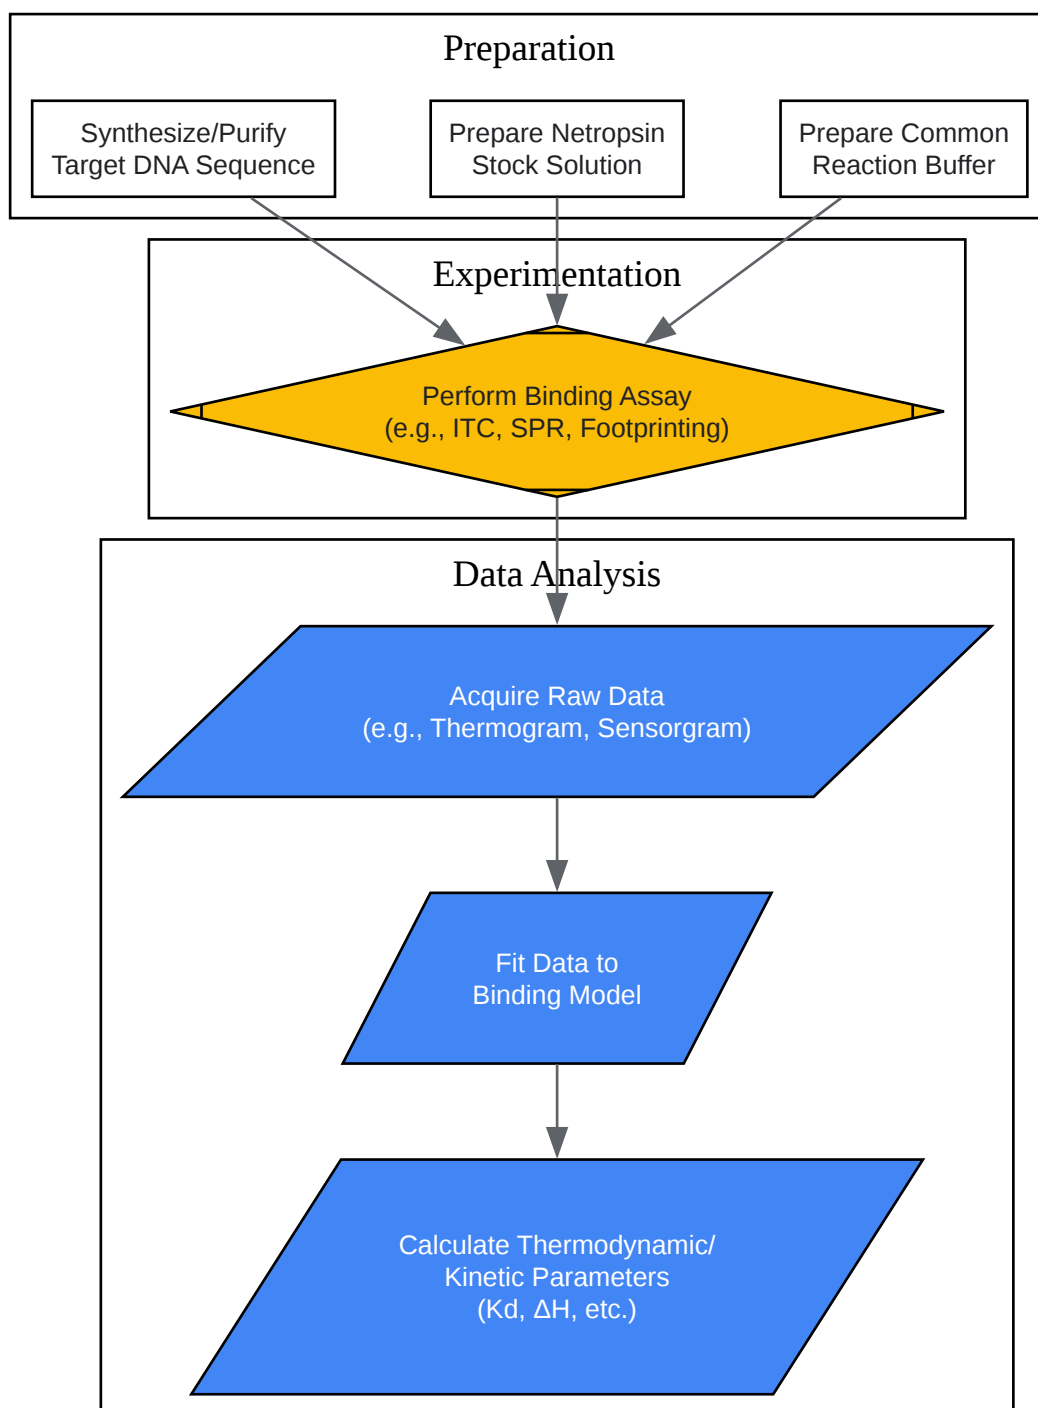 Preparation
Synthesize/Purify
Target DNA Sequence
Prepare Netropsin
Stock Solution
Prepare Common
Reaction Buffer
Experimentation
Perform Binding Assay
(e.g., ITC, SPR, Footprinting)
Data Analysis
Acquire Raw Data
(e.g., Thermogram, Sensorgram)
Fit Data to
Binding Model
Calculate Thermodynamic/
Kinetic Parameters
(Kd, ΔH, etc.)